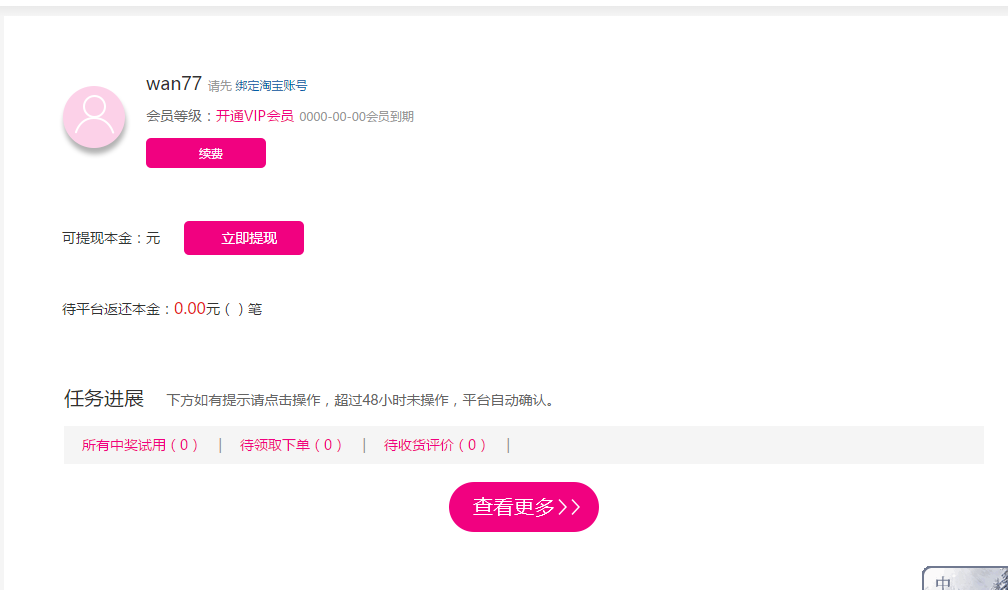 wan77 请先 绑定淘宝账号
会员等级：开通VIP会员 0000-00-00会员到期
续费
可提现本金：元 立即提现
待平台返还本金：0.00元（ ）笔
任务进展 下方如有提示请点击操作，超过48小时未操作，平台自动确认。
所有中奖试用（0） | 待领取下单（0） | 待收货评价（0） |
查看更多>>
中